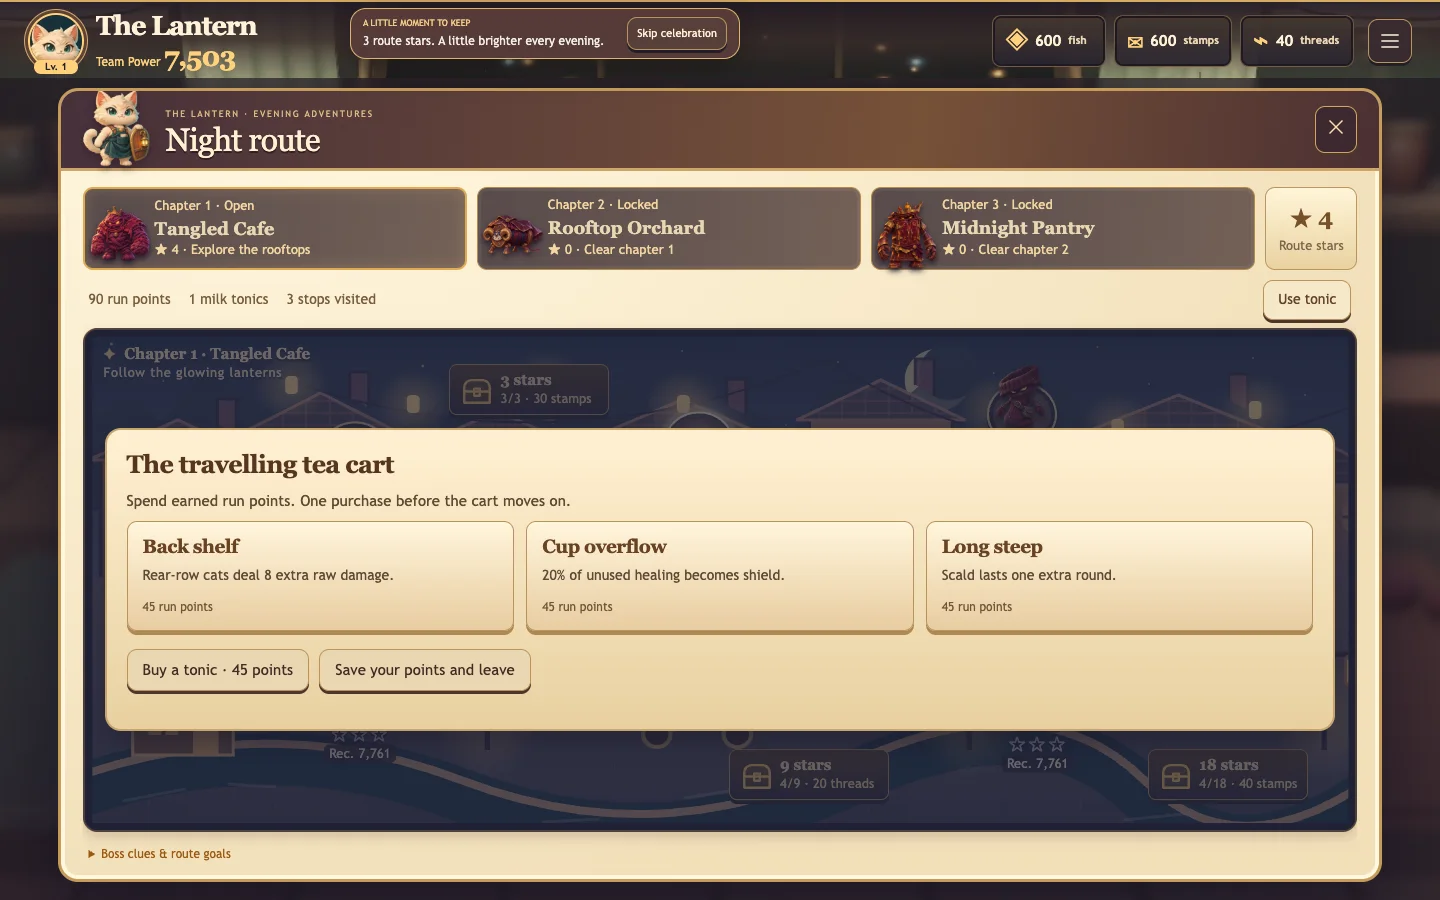 The Lantern
Team Power 7,503
Lv. 1
A LITTLE MOMENT TO KEEP
3 route stars. A little brighter every evening.
Skip celebration
600 fish
600 stamps
40 threads
THE LANTERN · EVENING ADVENTURES
Night route
Chapter 1 · Open
Tangled Cafe
★ 4 · Explore the rooftops
Chapter 2 · Locked
Rooftop Orchard
★ 0 · Clear chapter 1
Chapter 3 · Locked
Midnight Pantry
★ 0 · Clear chapter 2
★ 4
Route stars
90 run points
1 milk tonics
3 stops visited
Use tonic
Chapter 1 · Tangled Cafe
Follow the glowing lanterns
3 stars
3/3 · 30 stamps
The travelling tea cart
Spend earned run points. One purchase before the cart moves on.
Back shelf
Rear-row cats deal 8 extra raw damage.
45 run points
Cup overflow
20% of unused healing becomes shield.
45 run points
Long steep
Scald lasts one extra round.
45 run points
Buy a tonic · 45 points
Save your points and leave
Rec. 7,761
9 stars
4/9 · 20 threads
Rec. 7,761
18 stars
4/18 · 40 stamps
Boss clues & route goals